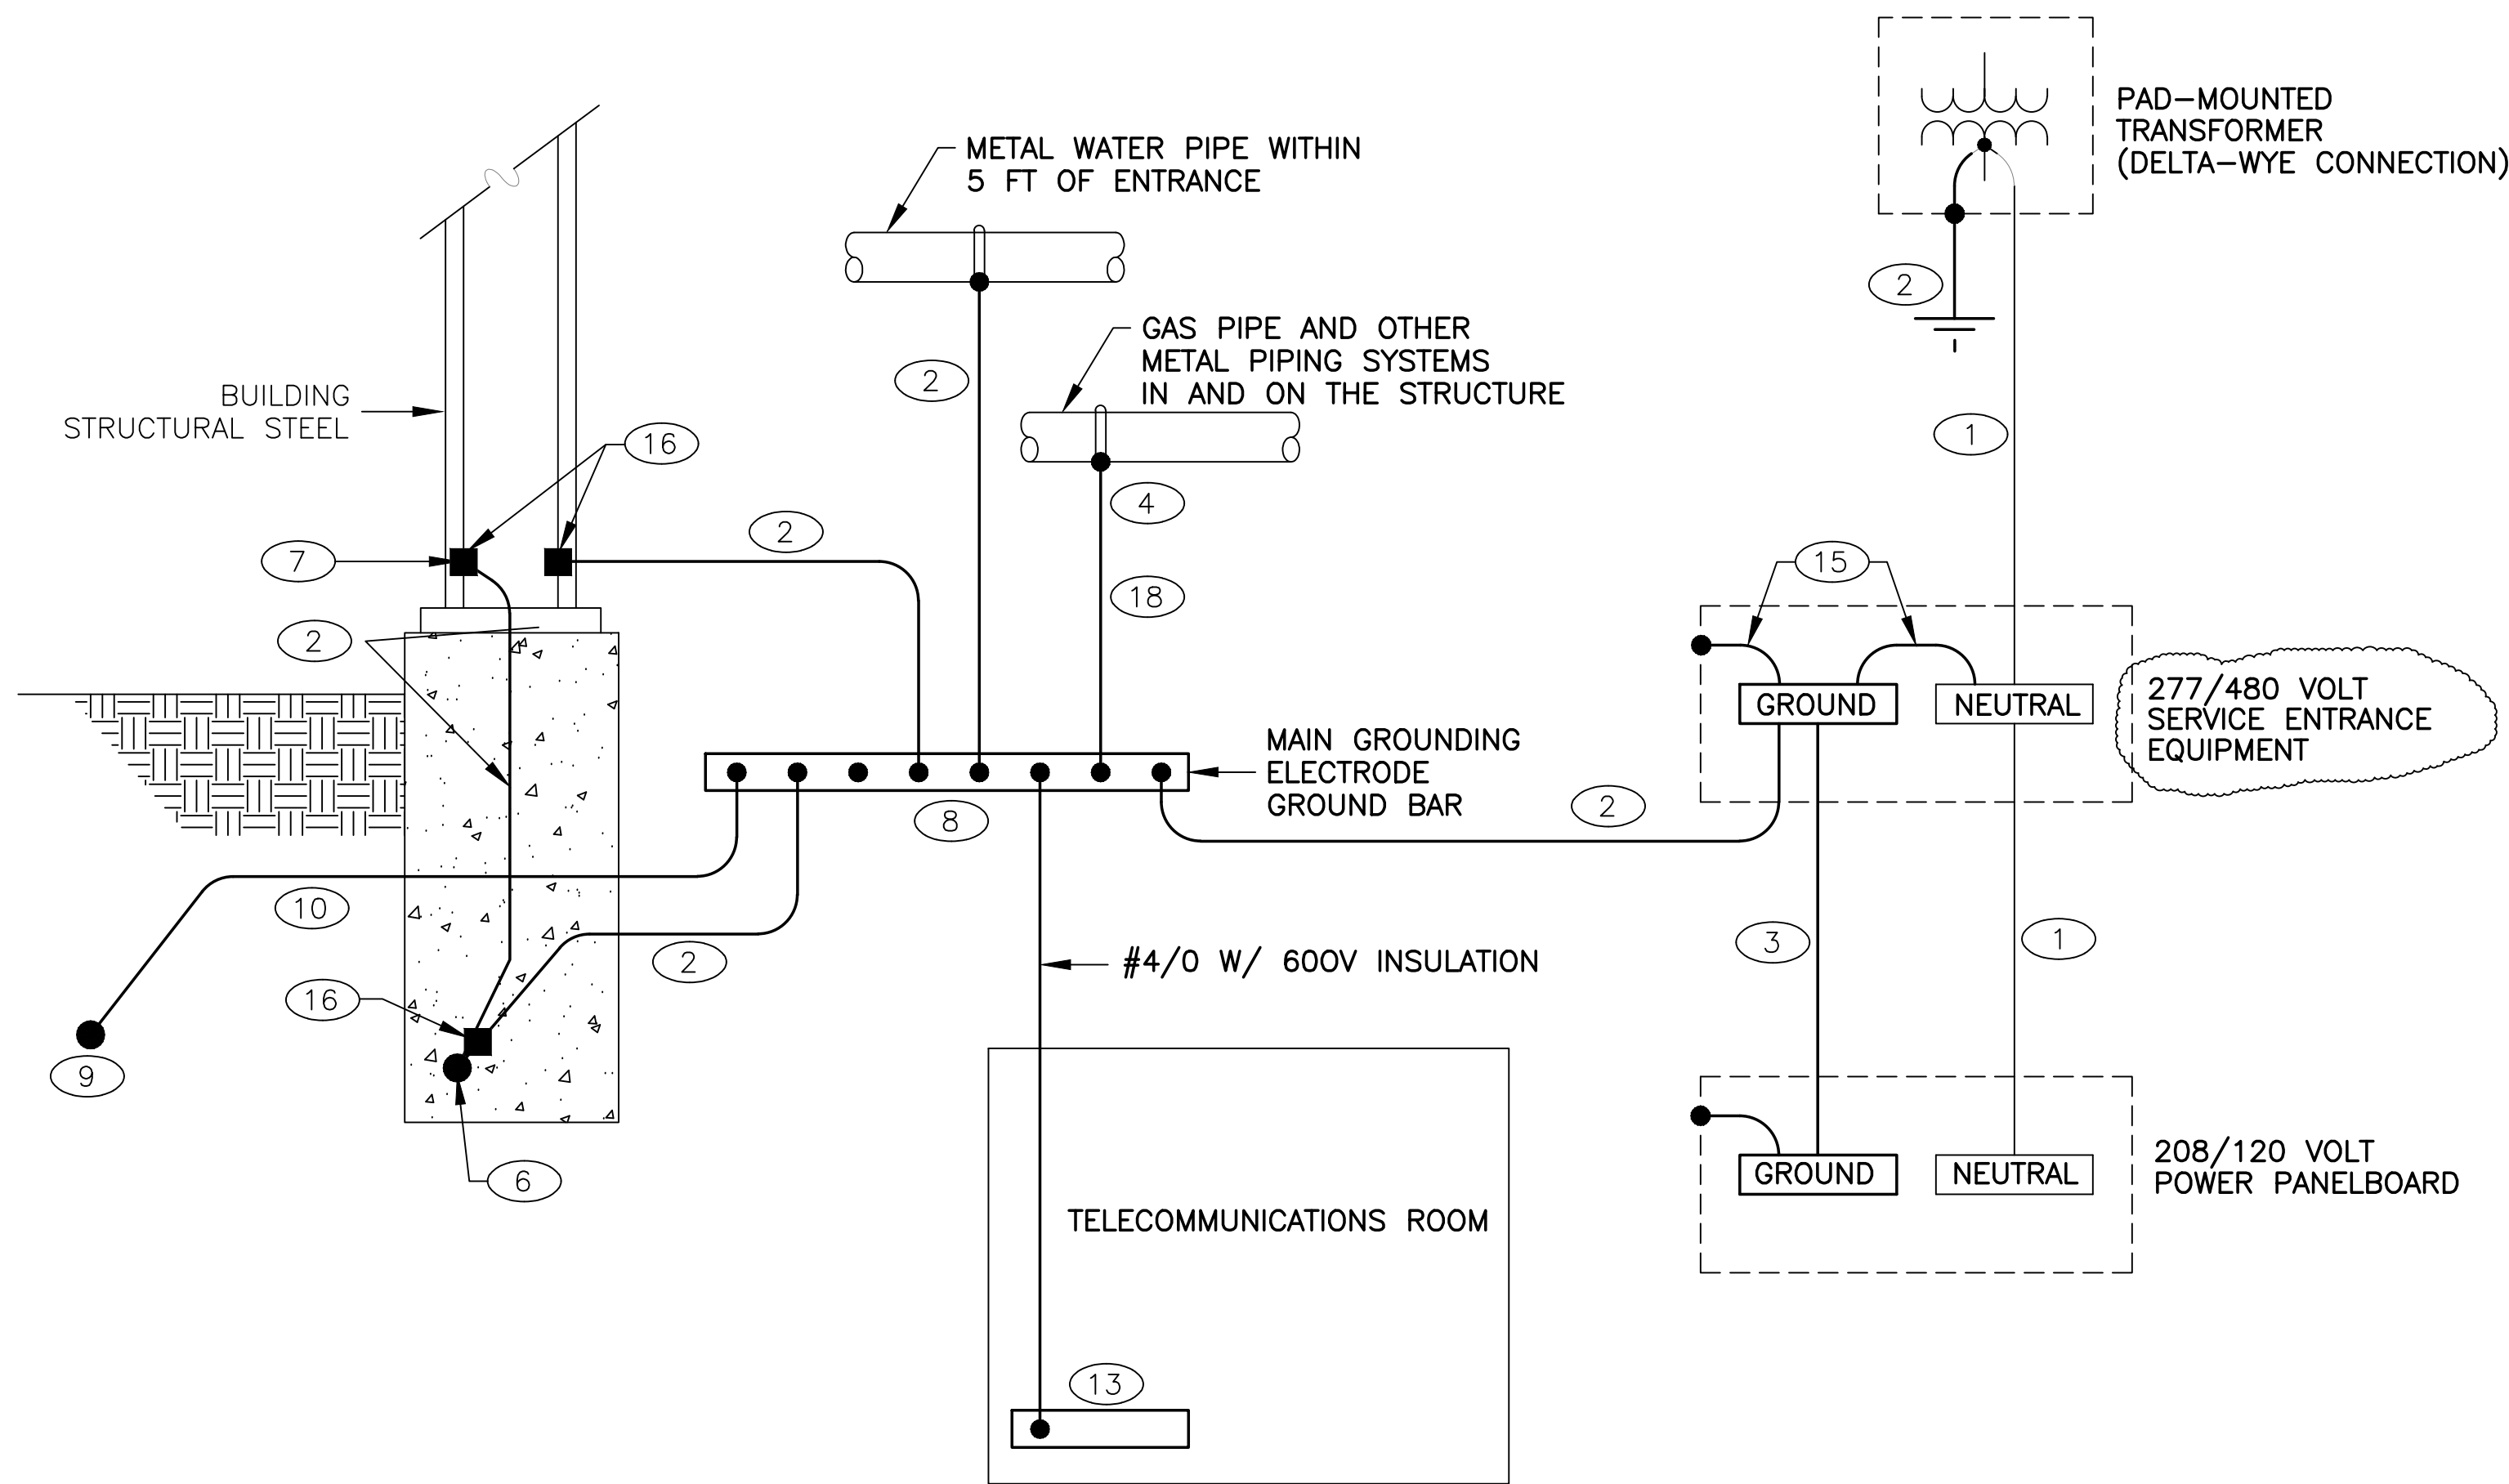 PAD-MOUNTED
TRANSFORMER
(DELTA-WYE CONNECTION)
METAL WATER PIPE WITHIN
5 FT OF ENTRANCE
2
GAS PIPE AND OTHER
METAL PIPING SYSTEMS
IN AND ON THE STRUCTURE
2
BUILDING
STRUCTURAL STEEL
16
1
4
2
7
15
18
2
277/480 VOLT
SERVICE ENTRANCE
EQUIPMENT
GROUND
NEUTRAL
MAIN GROUNDING
ELECTRODE
GROUND BAR
8
2
10
2
3
1
#4/0 W/ 600V INSULATION
16
9
6
208/120 VOLT
POWER PANELBOARD
GROUND
NEUTRAL
TELECOMMUNICATIONS ROOM
13